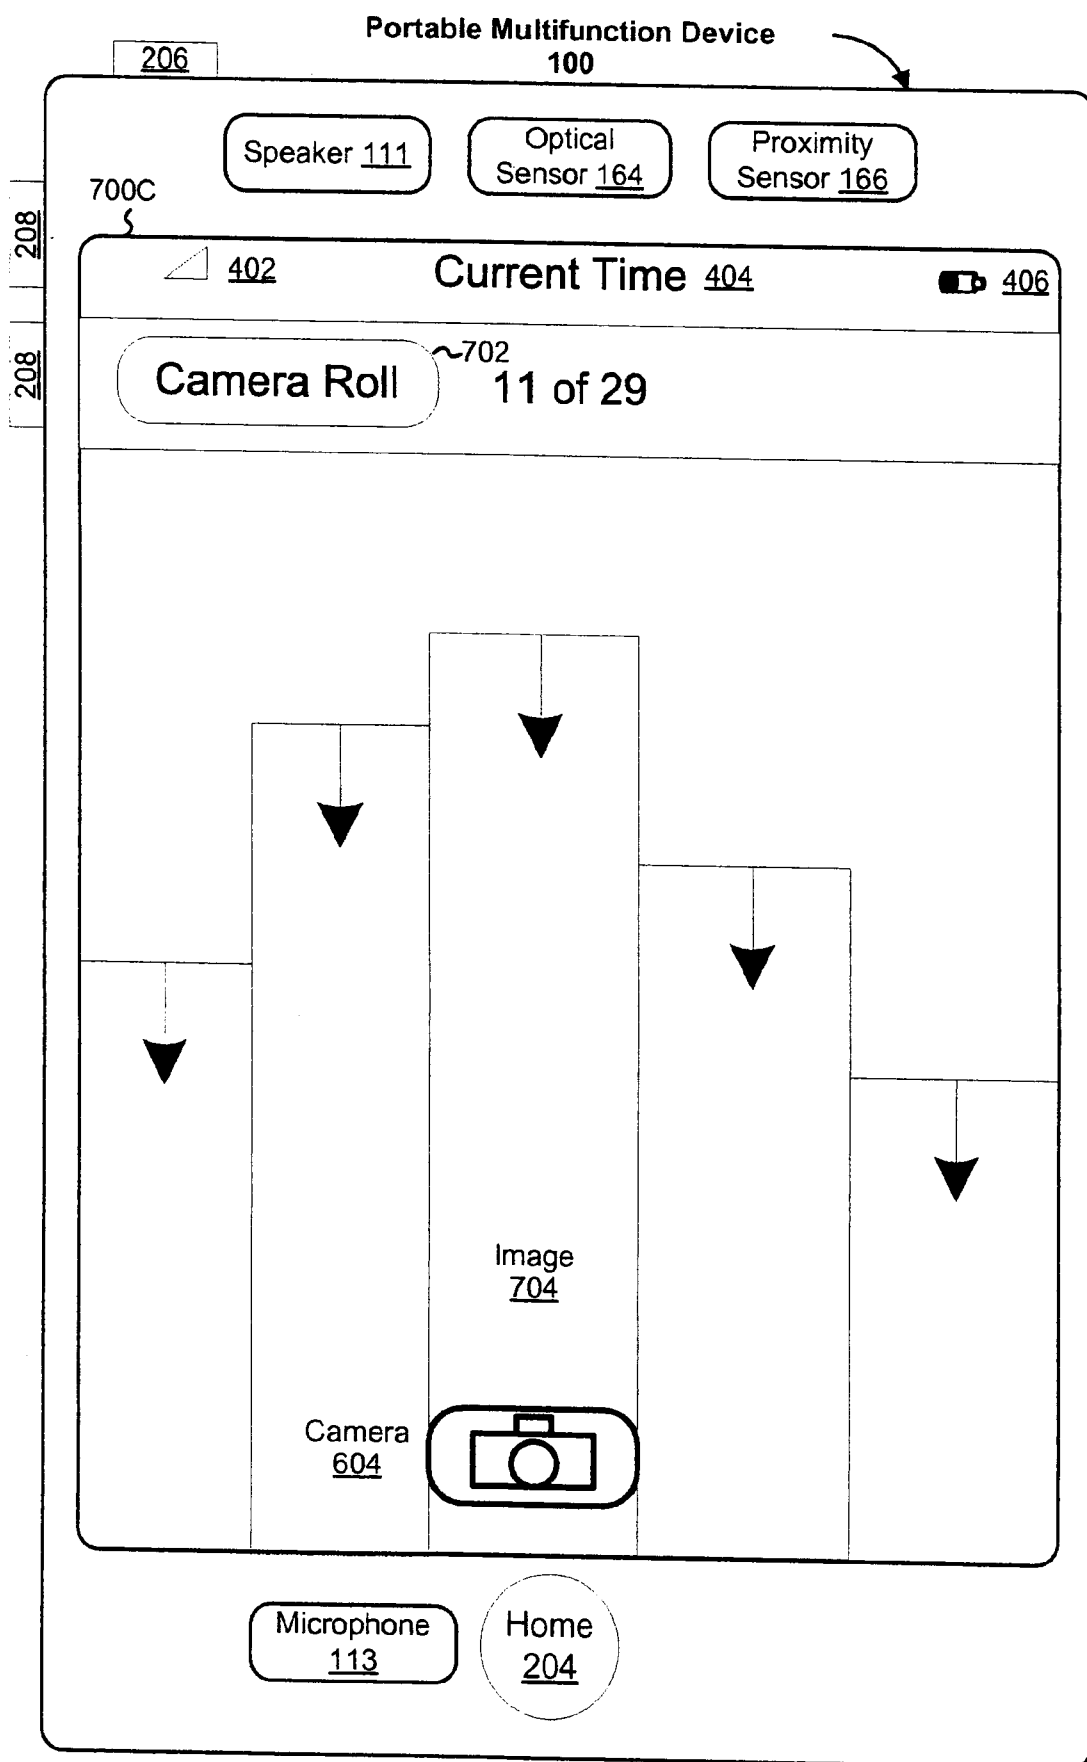 Portable Multifunction Device
100
206
Speaker 111
Optical
Sensor 164
Proximity
Sensor 166
700C
208
402
Current Time 404
406
208
Camera Roll
702
11 of 29
Image
704
Camera
604
Microphone
113
Home
204